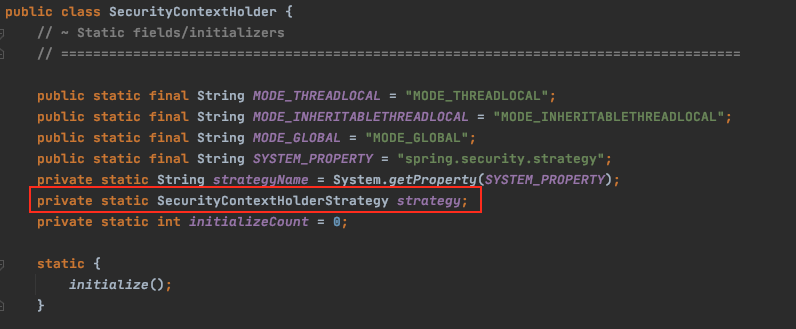 public class SecurityContextHolder {
// ~ Static fields/initializers
// =====================================================================================
public static final String MODE_THREADLOCAL = "MODE_THREADLOCAL";
public static final String MODE_INHERITABLETHREADLOCAL = "MODE_INHERITABLETHREADLOCAL";
public static final String MODE_GLOBAL = "MODE_GLOBAL";
public static final String SYSTEM_PROPERTY = "spring.security.strategy";
private static String strategyName = System.getProperty(SYSTEM_PROPERTY);
private static SecurityContextHolderStrategy strategy;
private static int initializeCount = 0;
static {
initialize();
}